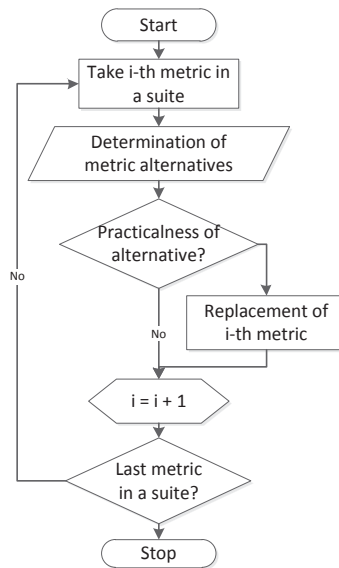 Start
Take i-th metric in
a suite
Determination of
metric alternatives
Practicalness of
alternative?
No
Replacement of
i-th metric
No
i = i + 1
Last metric
in a suite?
Stop